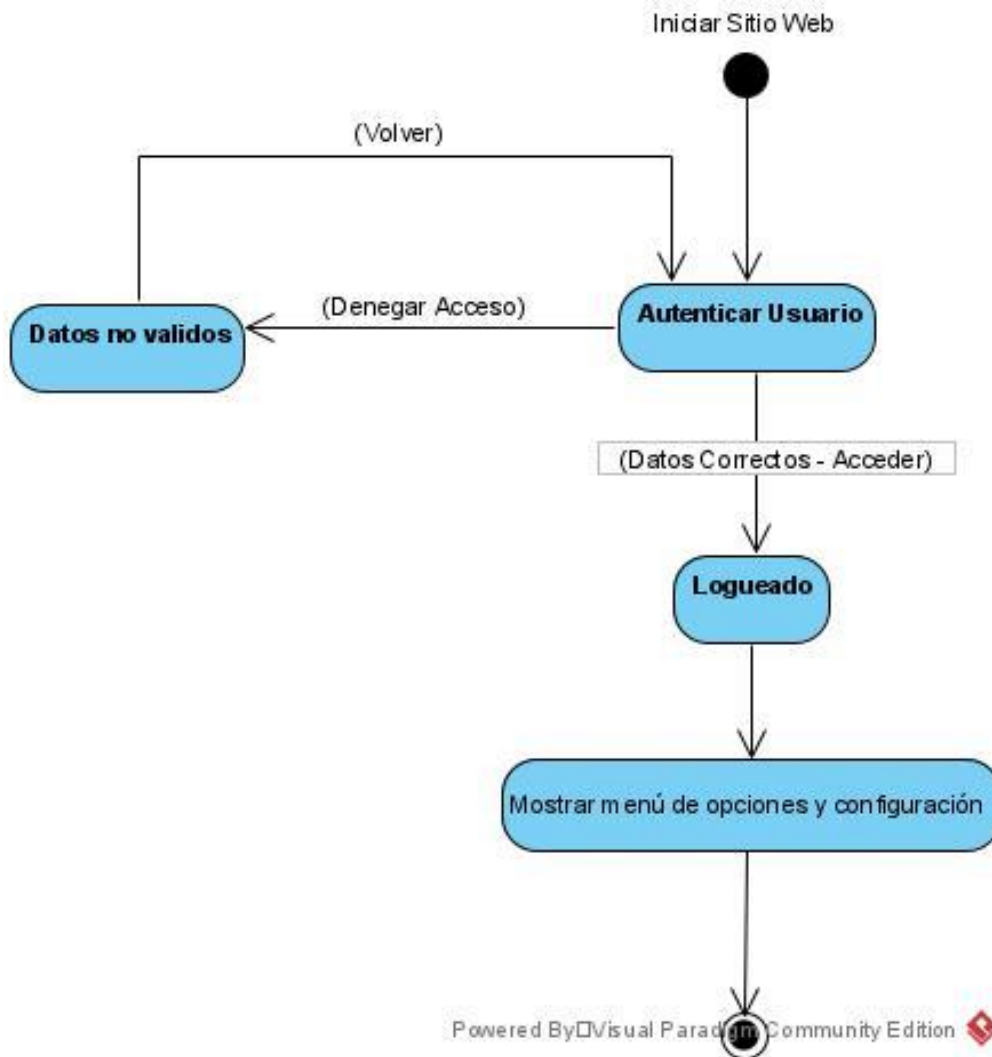 Iniciar Sitio Web
(Volver)
(Denegar Acceso)
Datos no validos
Autenticar Usuario
(Datos Correctos - Acceder)
Logueado
Mostrar menú de opciones y configuración
Powered By Visual Paradigm Community Edition